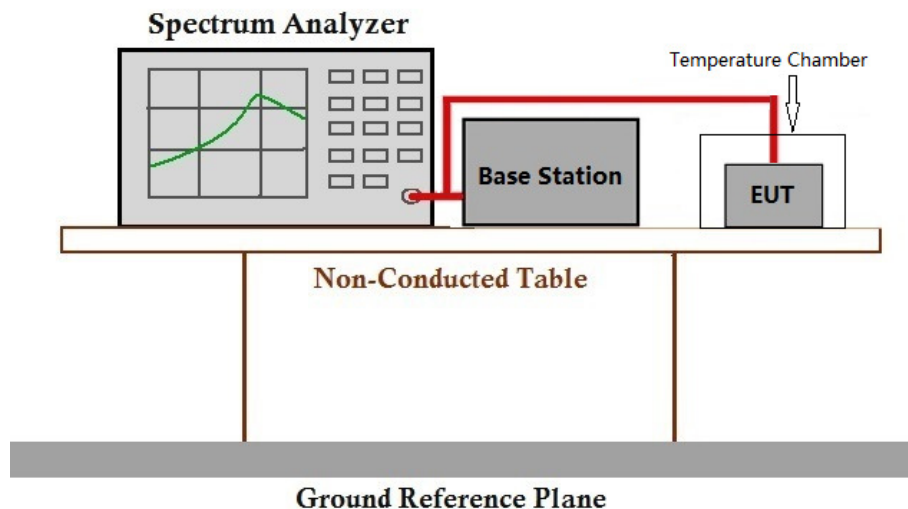 Spectrum Analyzer
Temperature Chamber
Base Station
EUT
Non-Conducted Table
Ground Reference Plane